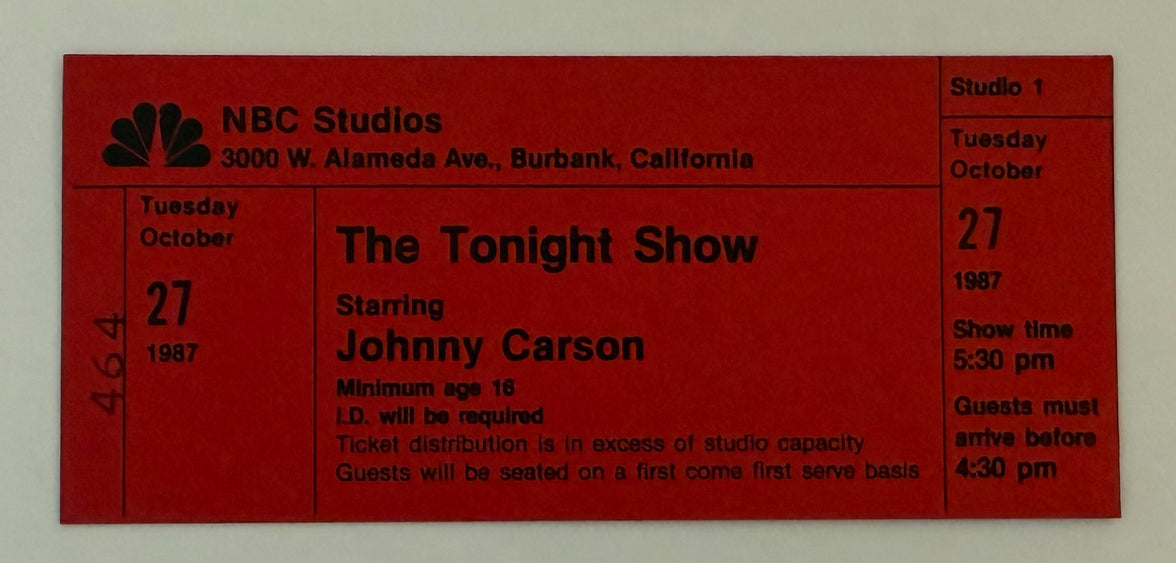 NBC Studios
3000 W. Alameda Ave., Burbank, California
464
Tuesday
October
27
1987
The Tonight Show
Starring
Johnny Carson
Minimum age 16
I.D. will be required
Ticket distribution is in excess of studio capacity
Guests will be seated on a first come first serve basis
Studio 1
Tuesday
October
27
1987
Show time
5:30 pm
Guests must
arrive before
4:30 pm